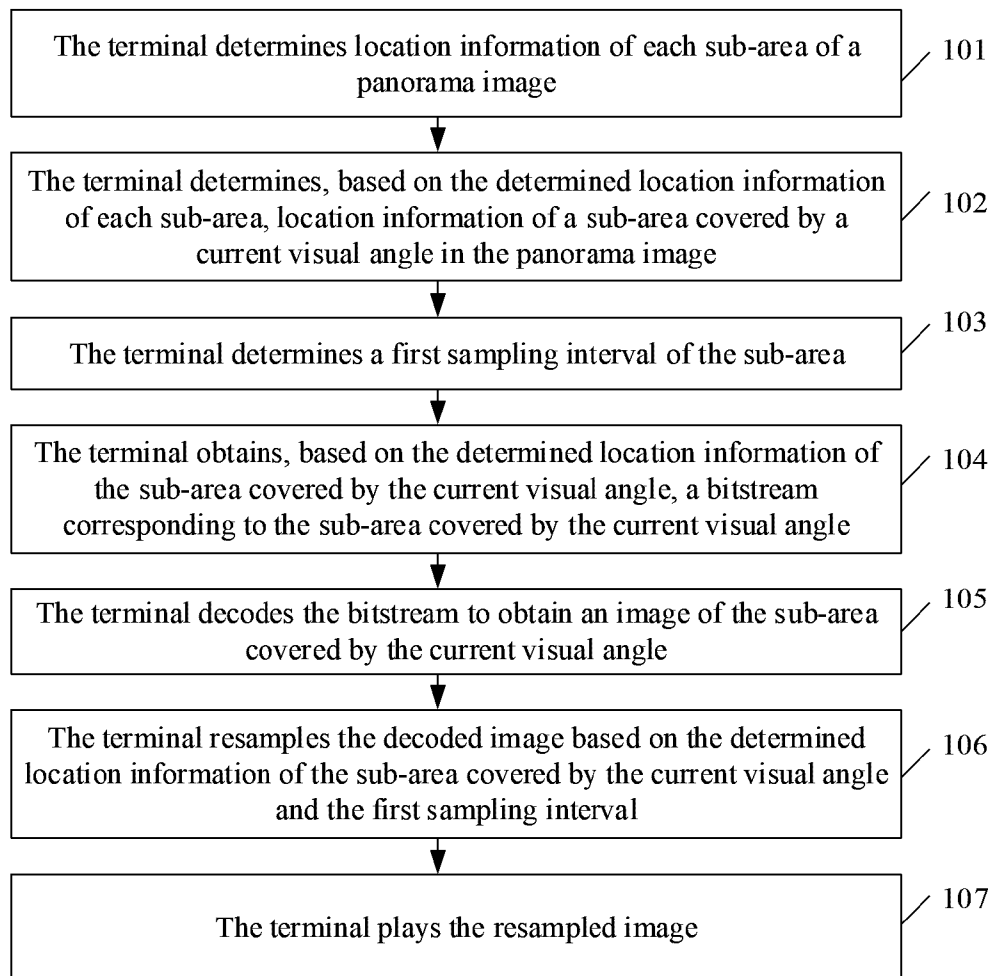 The terminal determines location information of each sub-area of a
panorama image
101
The terminal determines, based on the determined location information
of each sub-area, location information of a sub-area covered by a
current visual angle in the panorama image
102
The terminal determines a first sampling interval of the sub-area
103
The terminal obtains, based on the determined location information of
the sub-area covered by the current visual angle, a bitstream
corresponding to the sub-area covered by the current visual angle
104
The terminal decodes the bitstream to obtain an image of the sub-area
covered by the current visual angle
105
The terminal resamples the decoded image based on the determined
location information of the sub-area covered by the current visual angle
and the first sampling interval
106
The terminal plays the resampled image
107